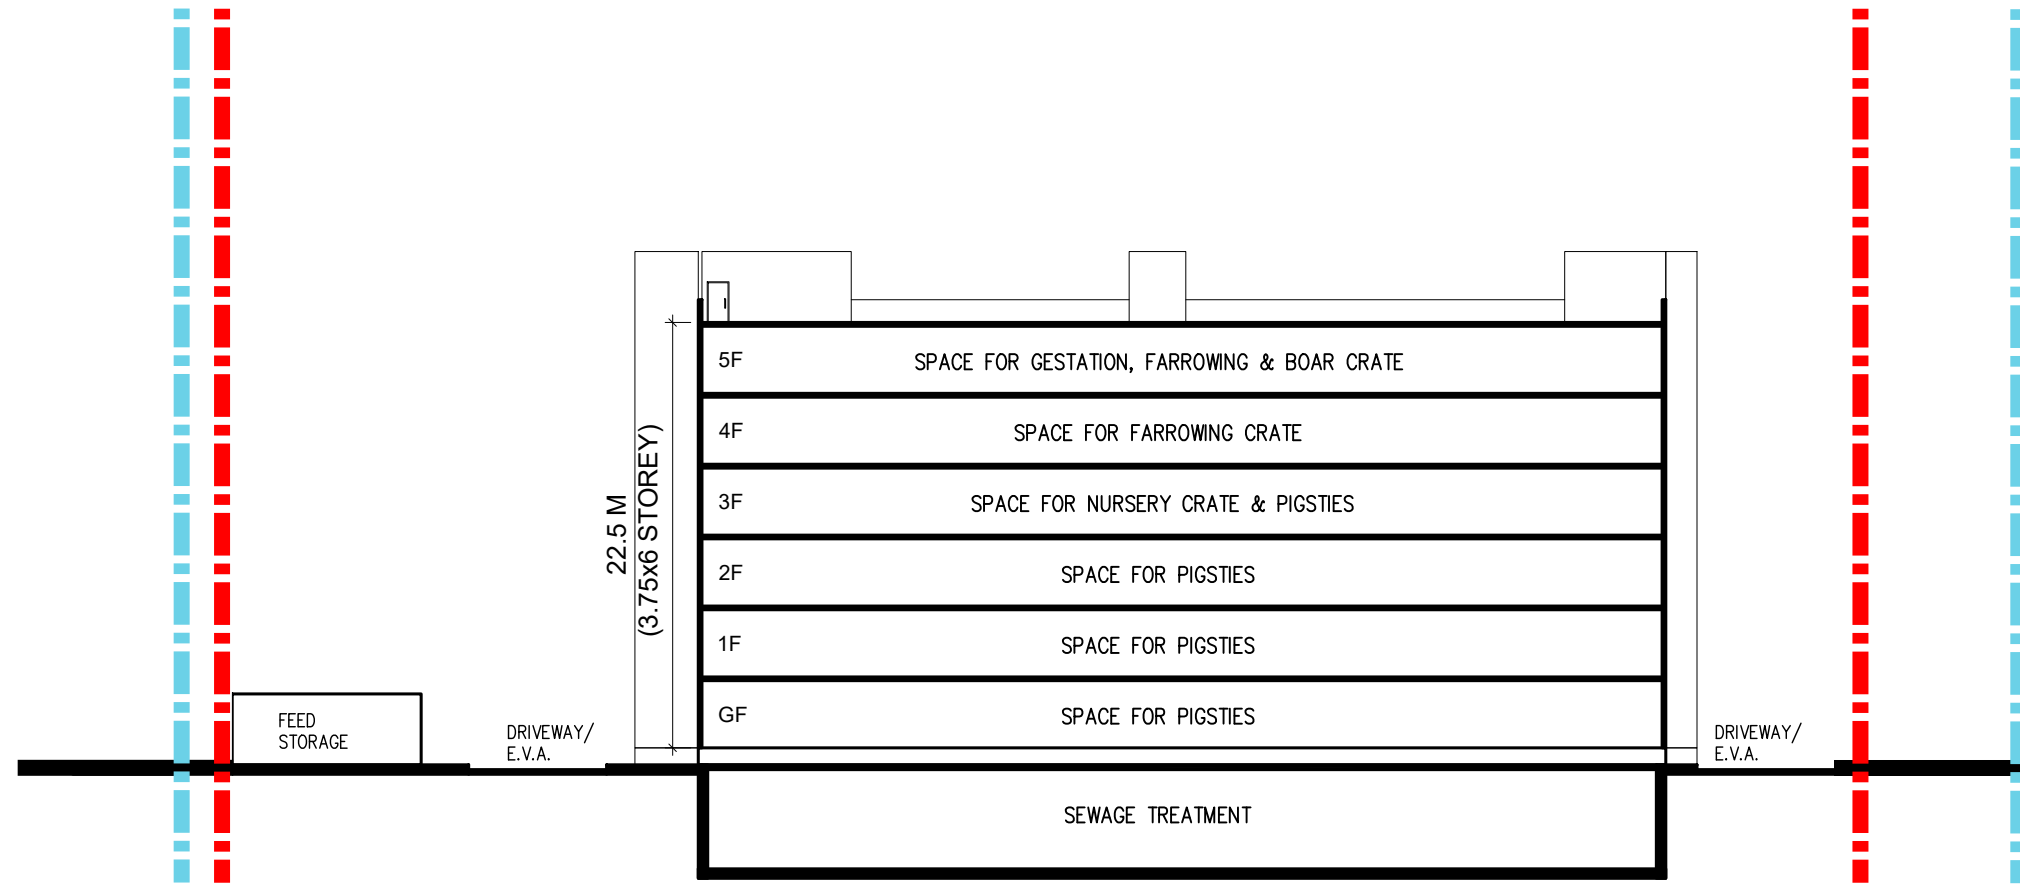 5F
SPACE FOR GESTATION, FARROWING & BOAR CRATE
4F
SPACE FOR FARROWING CRATE
3F
SPACE FOR NURSERY CRATE & PIGSTIES
2F
SPACE FOR PIGSTIES
1F
SPACE FOR PIGSTIES
GF
SPACE FOR PIGSTIES
22.5 M
(3.75x6 STOREY)
FEED
STORAGE
DRIVEWAY/
E.V.A.
DRIVEWAY/
E.V.A.
SEWAGE TREATMENT